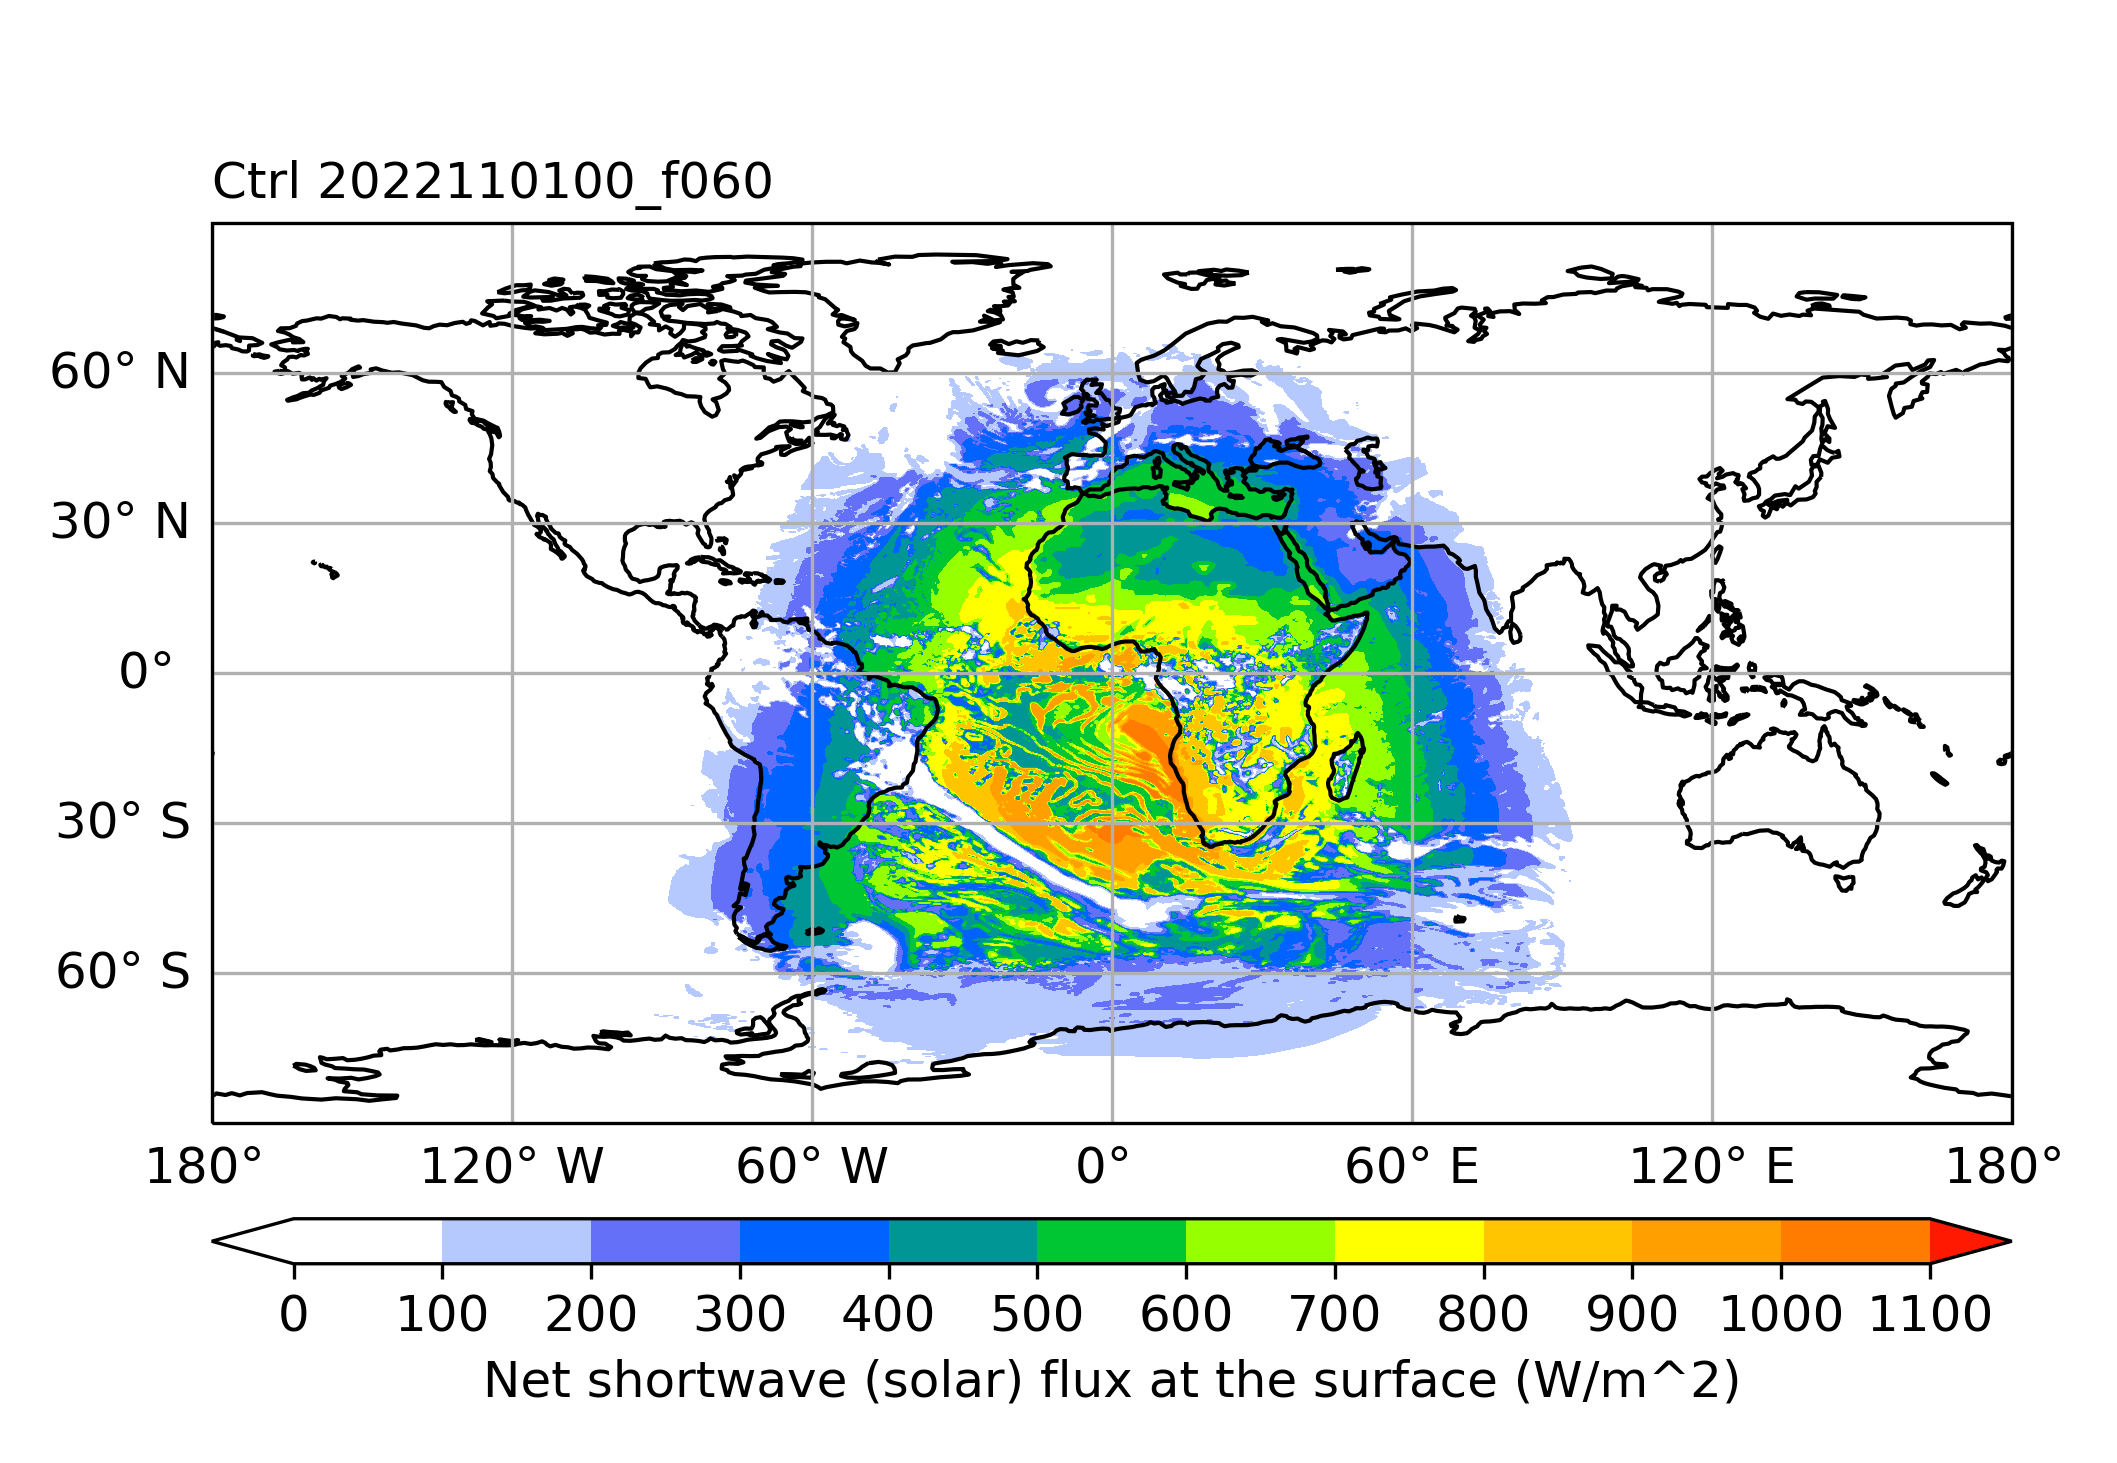 Ctrl 2022110100_f060
60° N
30° N
0°
30° S
60° S
180° 120° W 60° W 0° 60° E 120° E 180°
0 100 200 300 400 500 600 700 800 900 1000 1100
Net shortwave (solar) flux at the surface (W/m^2)